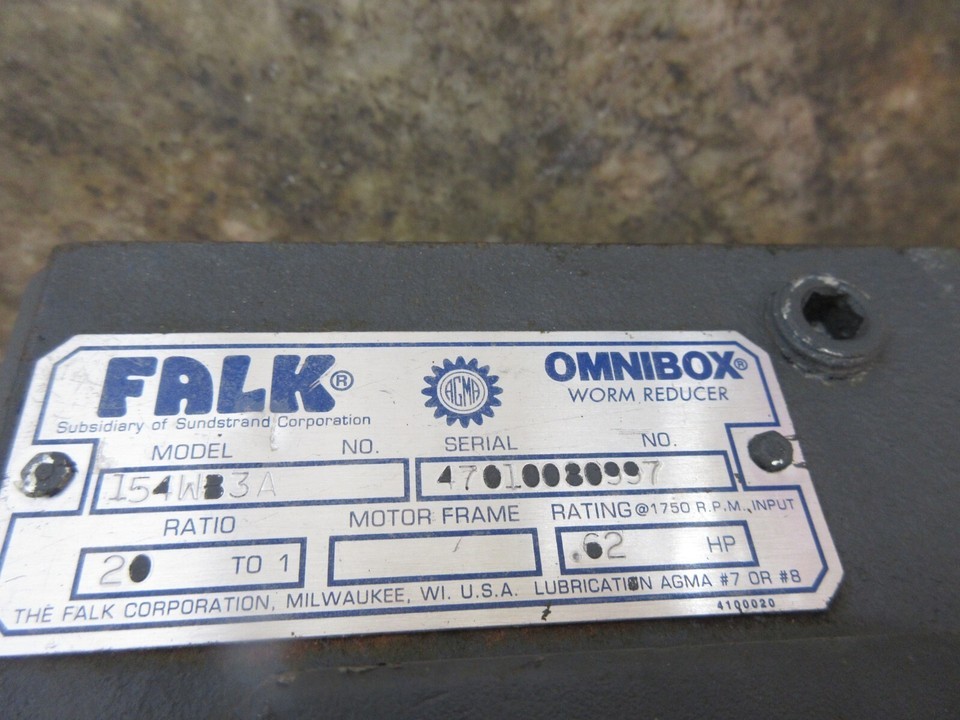 FALK®
AGMA
OMNIBOX®
WORM REDUCER
Subsidiary of Sundstrand Corporation
MODEL NO. SERIAL NO.
47010080997
RATIO MOTOR FRAME RATING @1750 R.P.M., INPUT
20 TO 1 .62 HP
THE FALK CORPORATION, MILWAUKEE, WI. U.S.A. LUBRICATION AGMA #7 OR #8
4100020